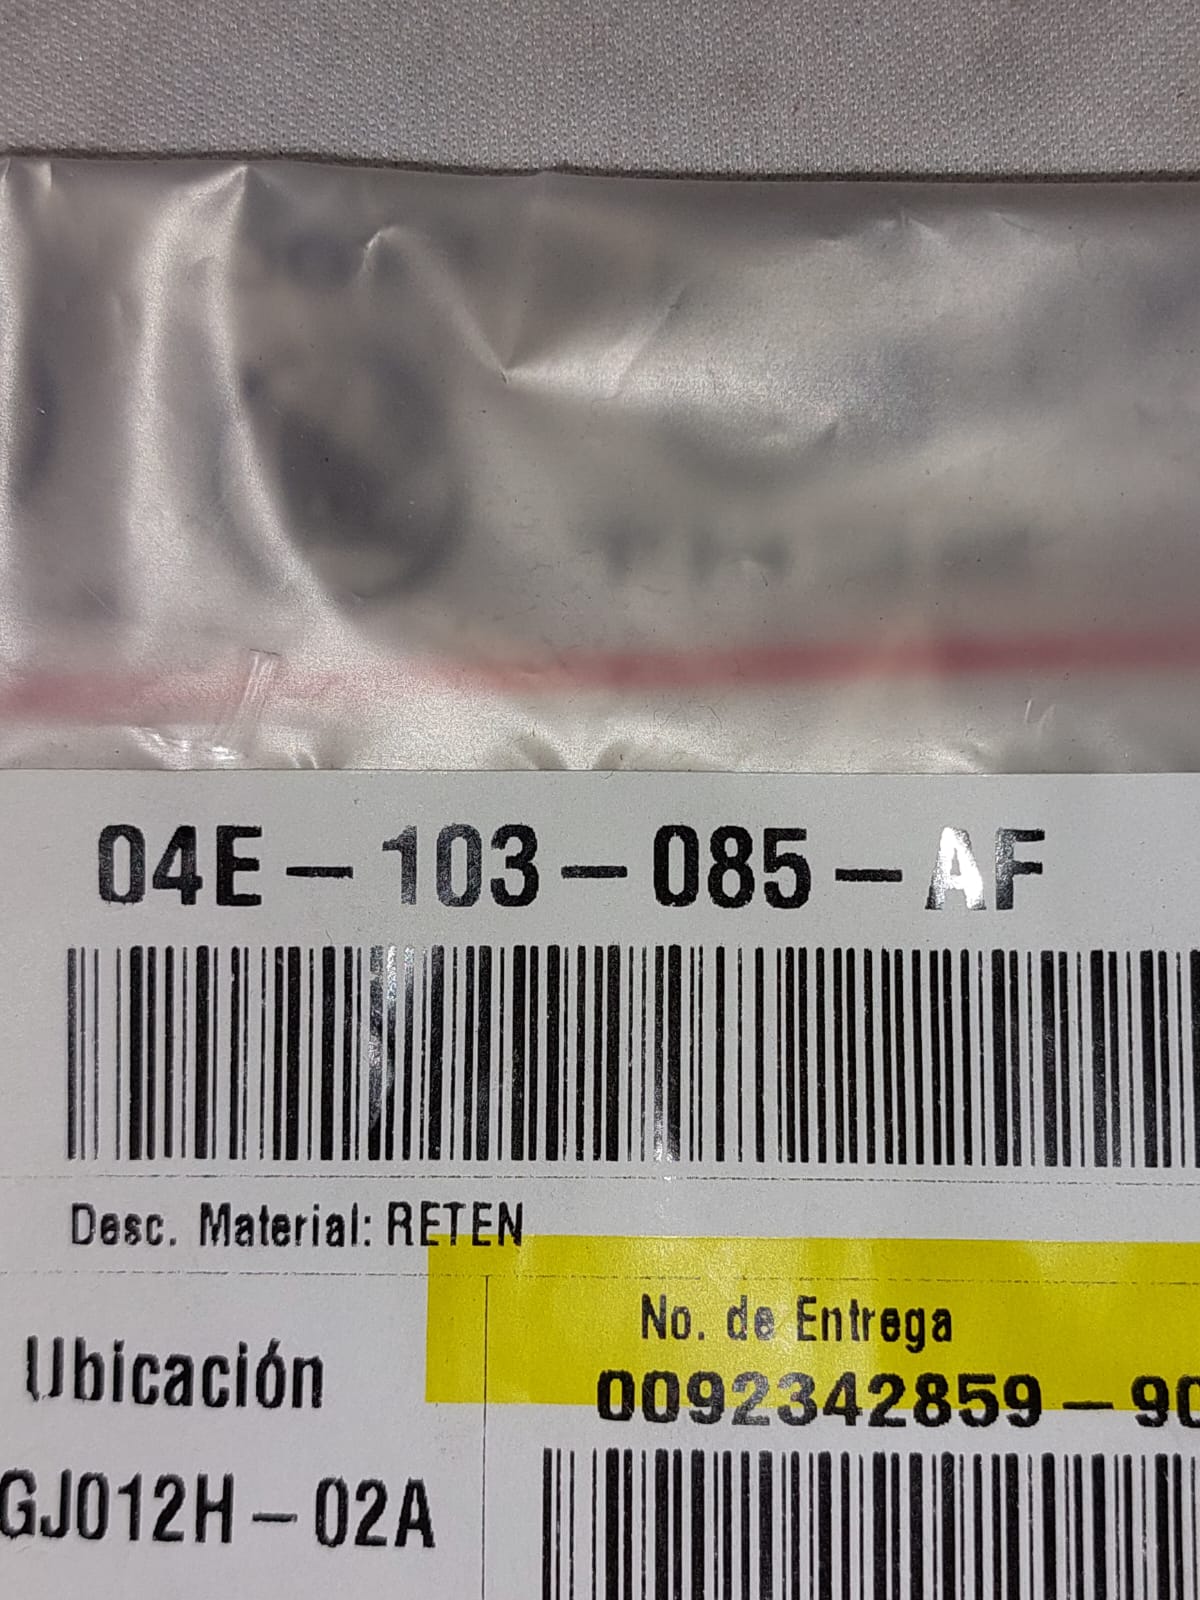 04E-103-085-AF
Desc. Material: RETEN
No. de Entrega
Ubicación
0092342859-90
GJ012H-02A